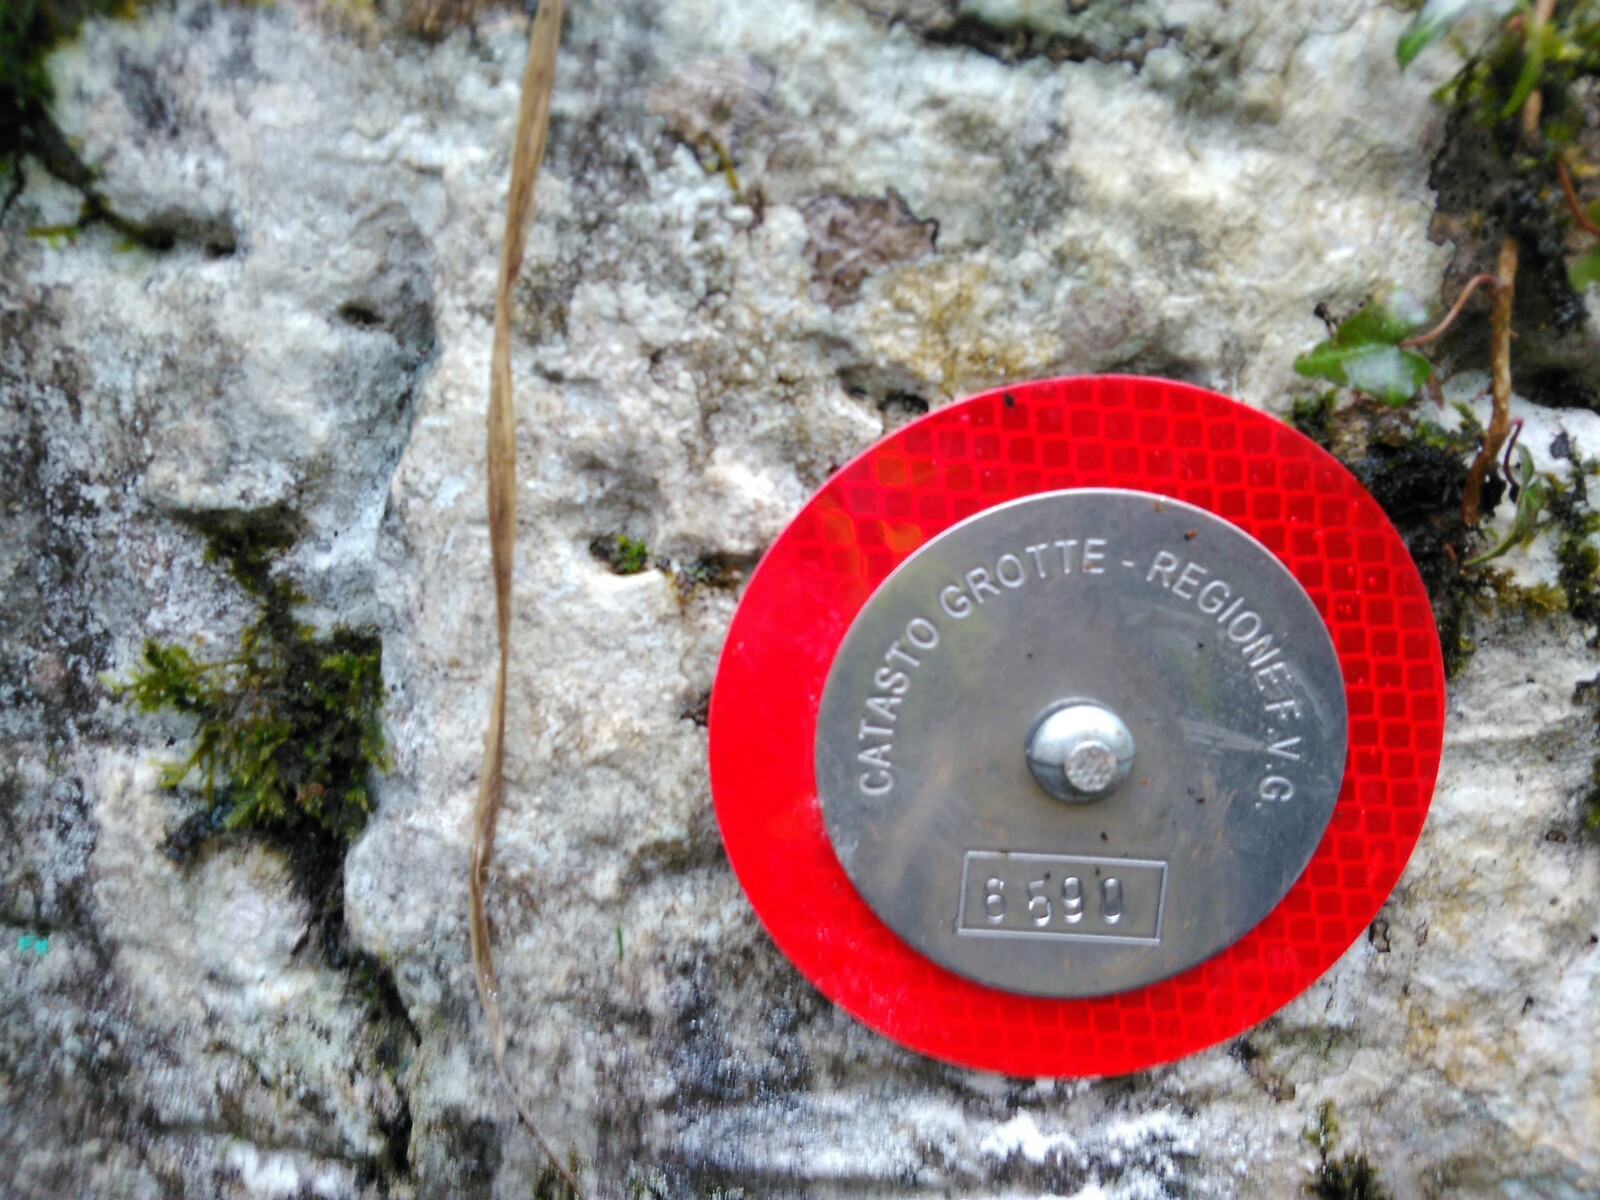 CATASTO GROTTE - REGIONE F.V.G.
6590